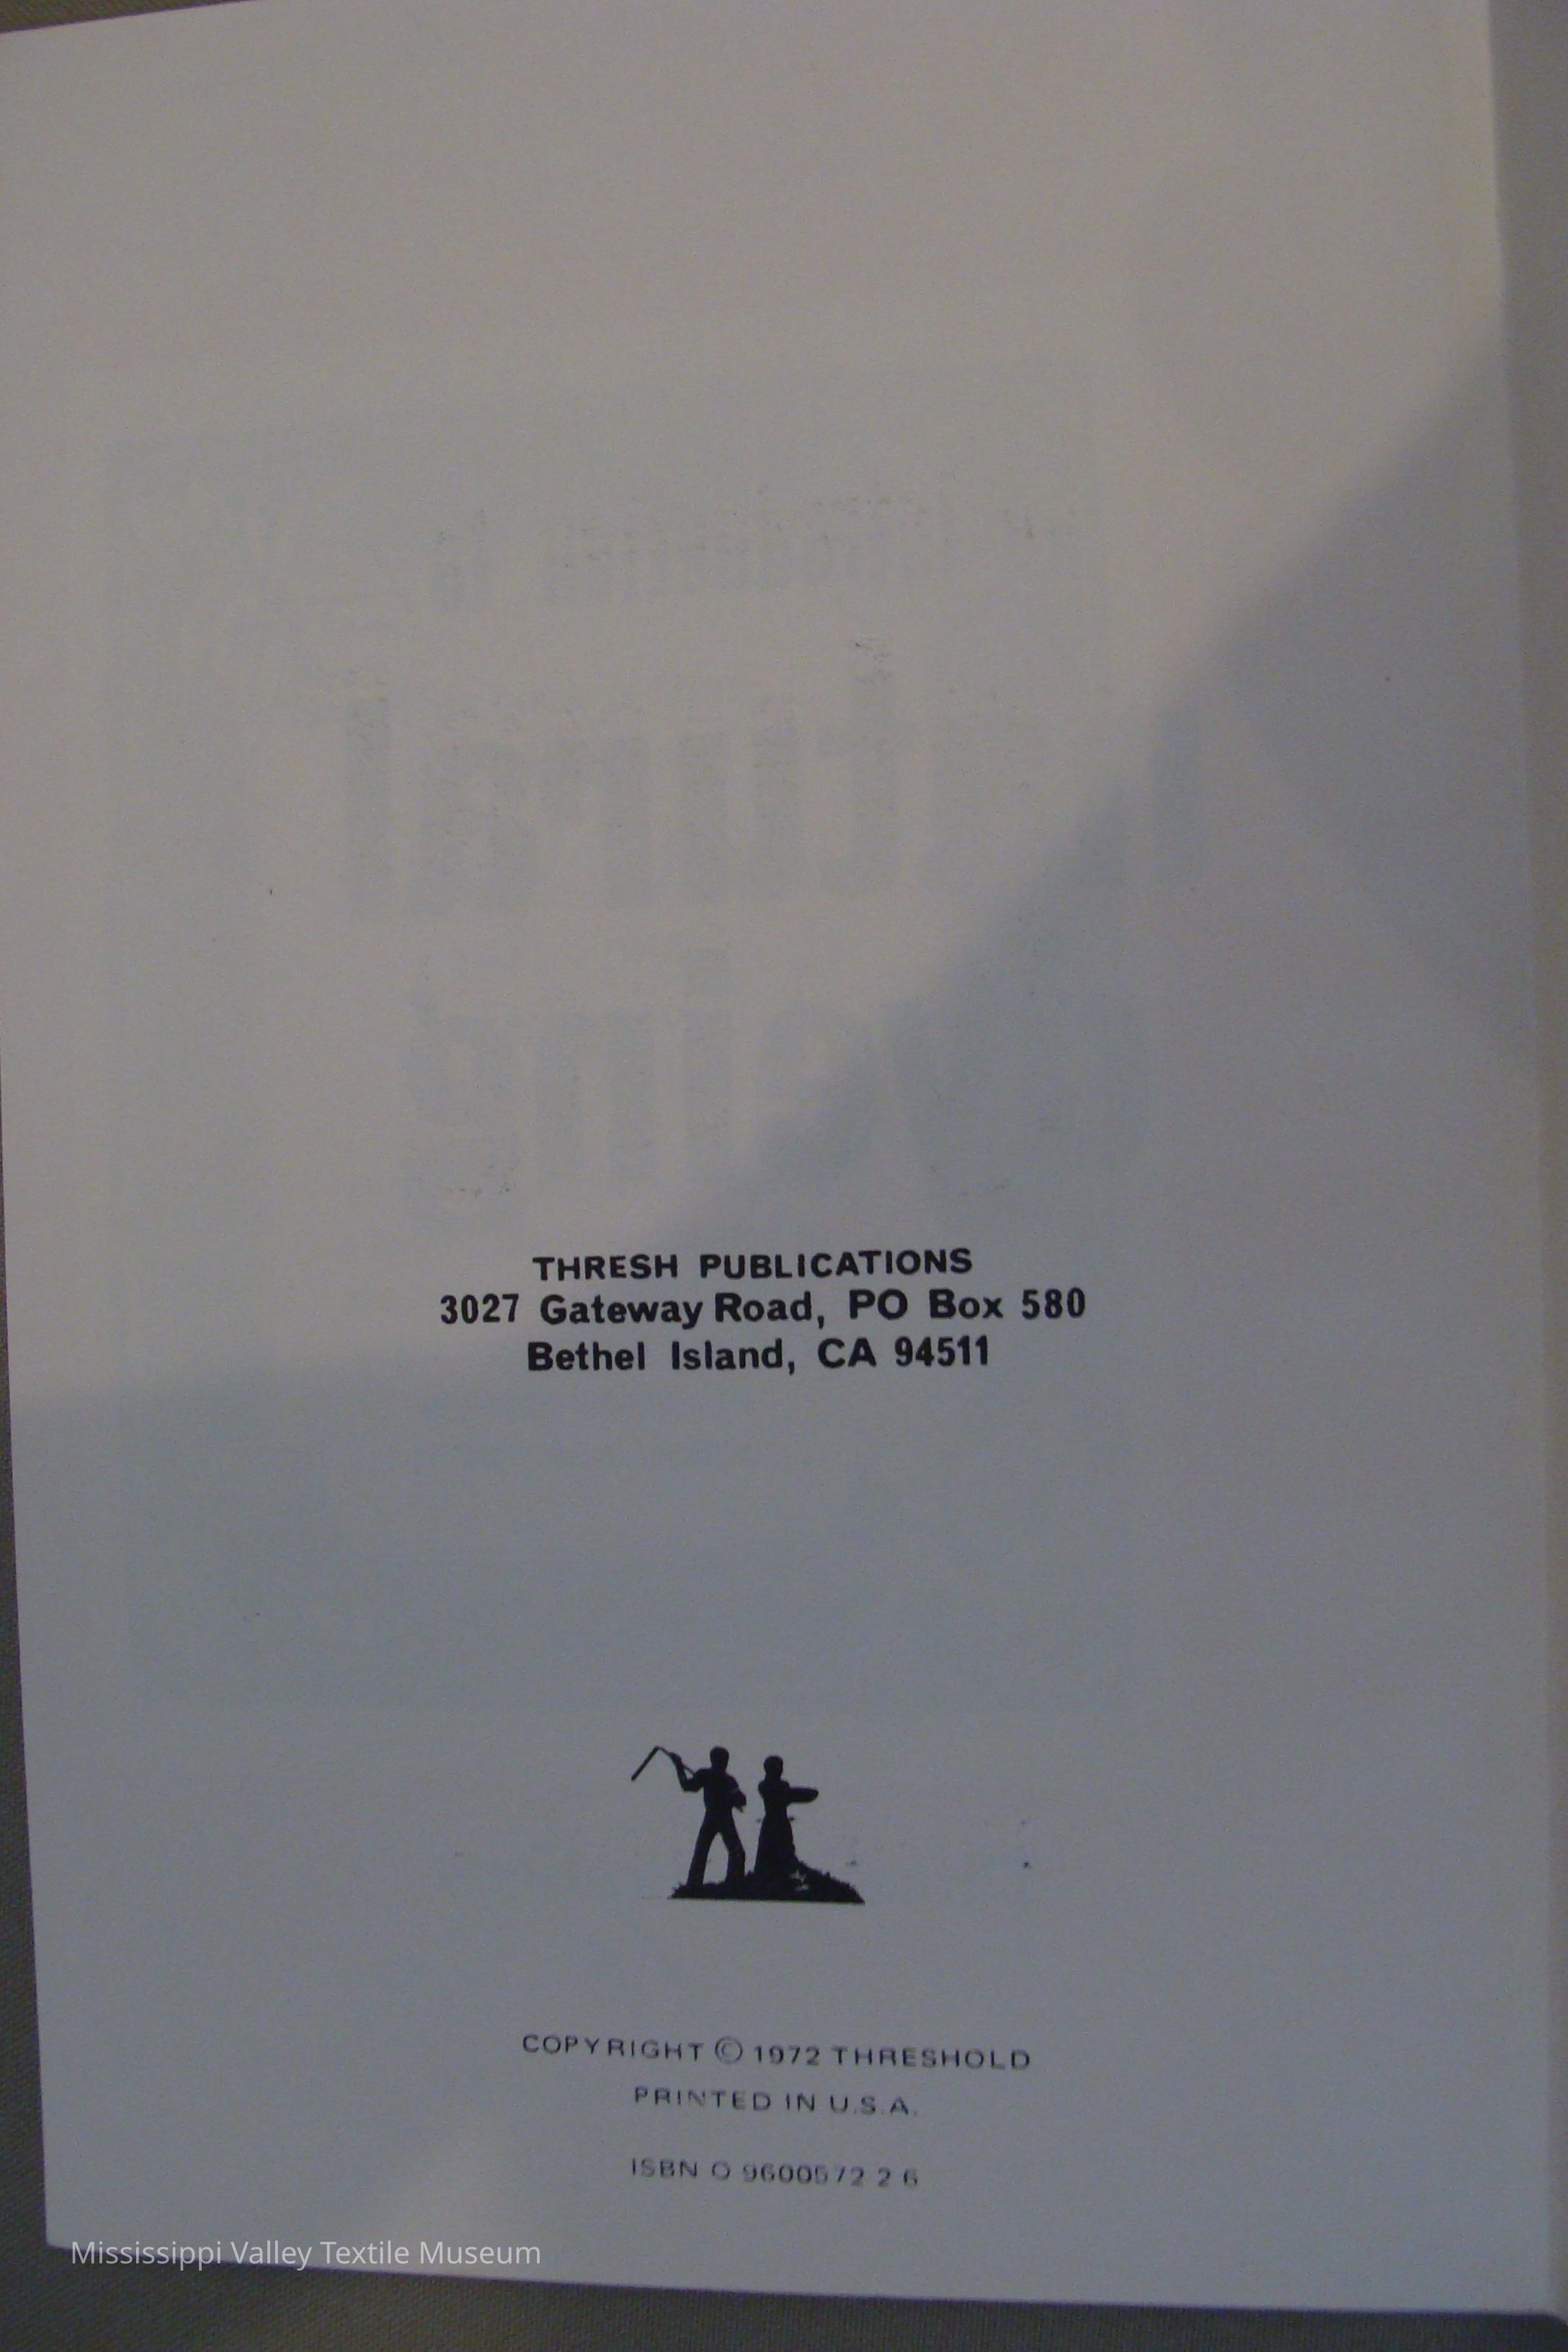 THRESH PUBLICATIONS
3027 Gateway Road, PO Box 580
Bethel Island, CA 94511
COPYRIGHT © 1972 THRESHOLD
PRINTED IN U.S.A.
ISBN 0 9600572 2 6
Mississippi Valley Textile Museum